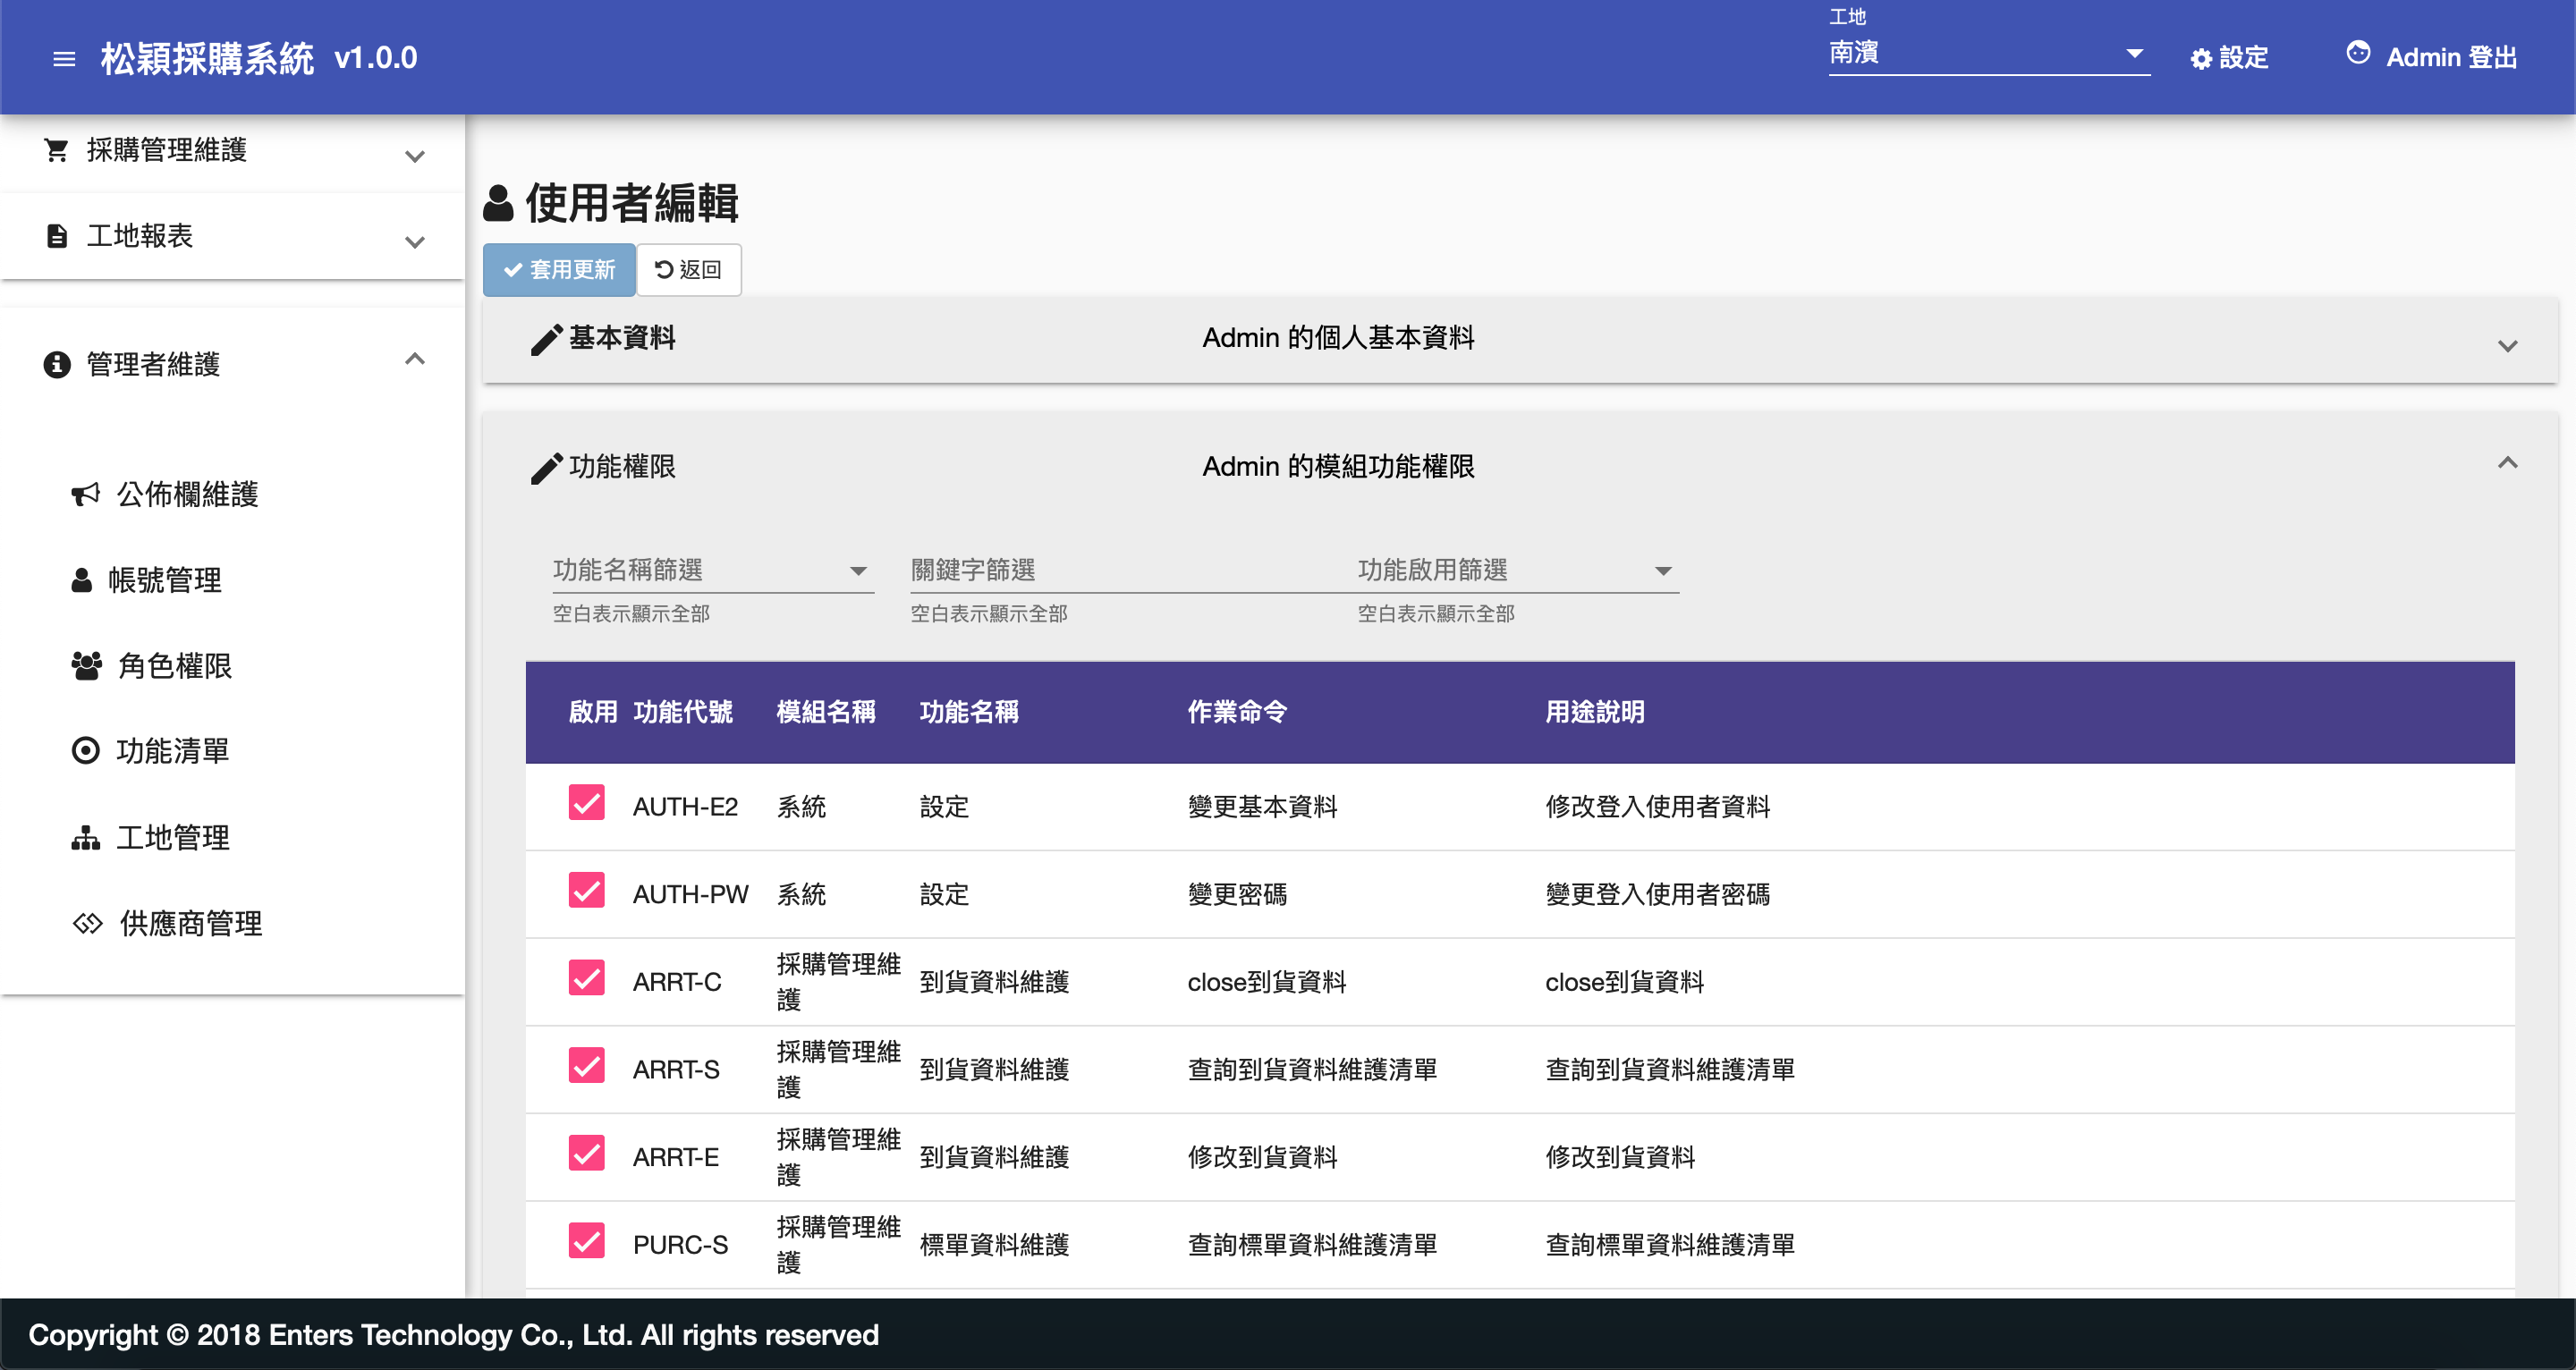 松穎採購系統 v1.0.0
工地
南濱
設定
Admin 登出
採購管理維護
工地報表
管理者維護
公佈欄維護
帳號管理
角色權限
功能清單
工地管理
供應商管理
使用者編輯
套用更新 返回
基本資料 Admin 的個人基本資料
功能權限 Admin 的模組功能權限
功能名稱篩選 關鍵字篩選 功能啟用篩選
空白表示顯示全部 空白表示顯示全部 空白表示顯示全部
啟用 功能代號 模組名稱 功能名稱 作業命令 用途說明
AUTH-E2 系統 設定 變更基本資料 修改登入使用者資料
AUTH-PW 系統 設定 變更密碼 變更登入使用者密碼
ARRT-C 採購管理維護 到貨資料維護 close到貨資料 close到貨資料
ARRT-S 採購管理維護 到貨資料維護 查詢到貨資料維護清單 查詢到貨資料維護清單
ARRT-E 採購管理維護 到貨資料維護 修改到貨資料 修改到貨資料
PURC-S 採購管理維護 標單資料維護 查詢標單資料維護清單 查詢標單資料維護清單
Copyright © 2018 Enters Technology Co., Ltd. All rights reserved